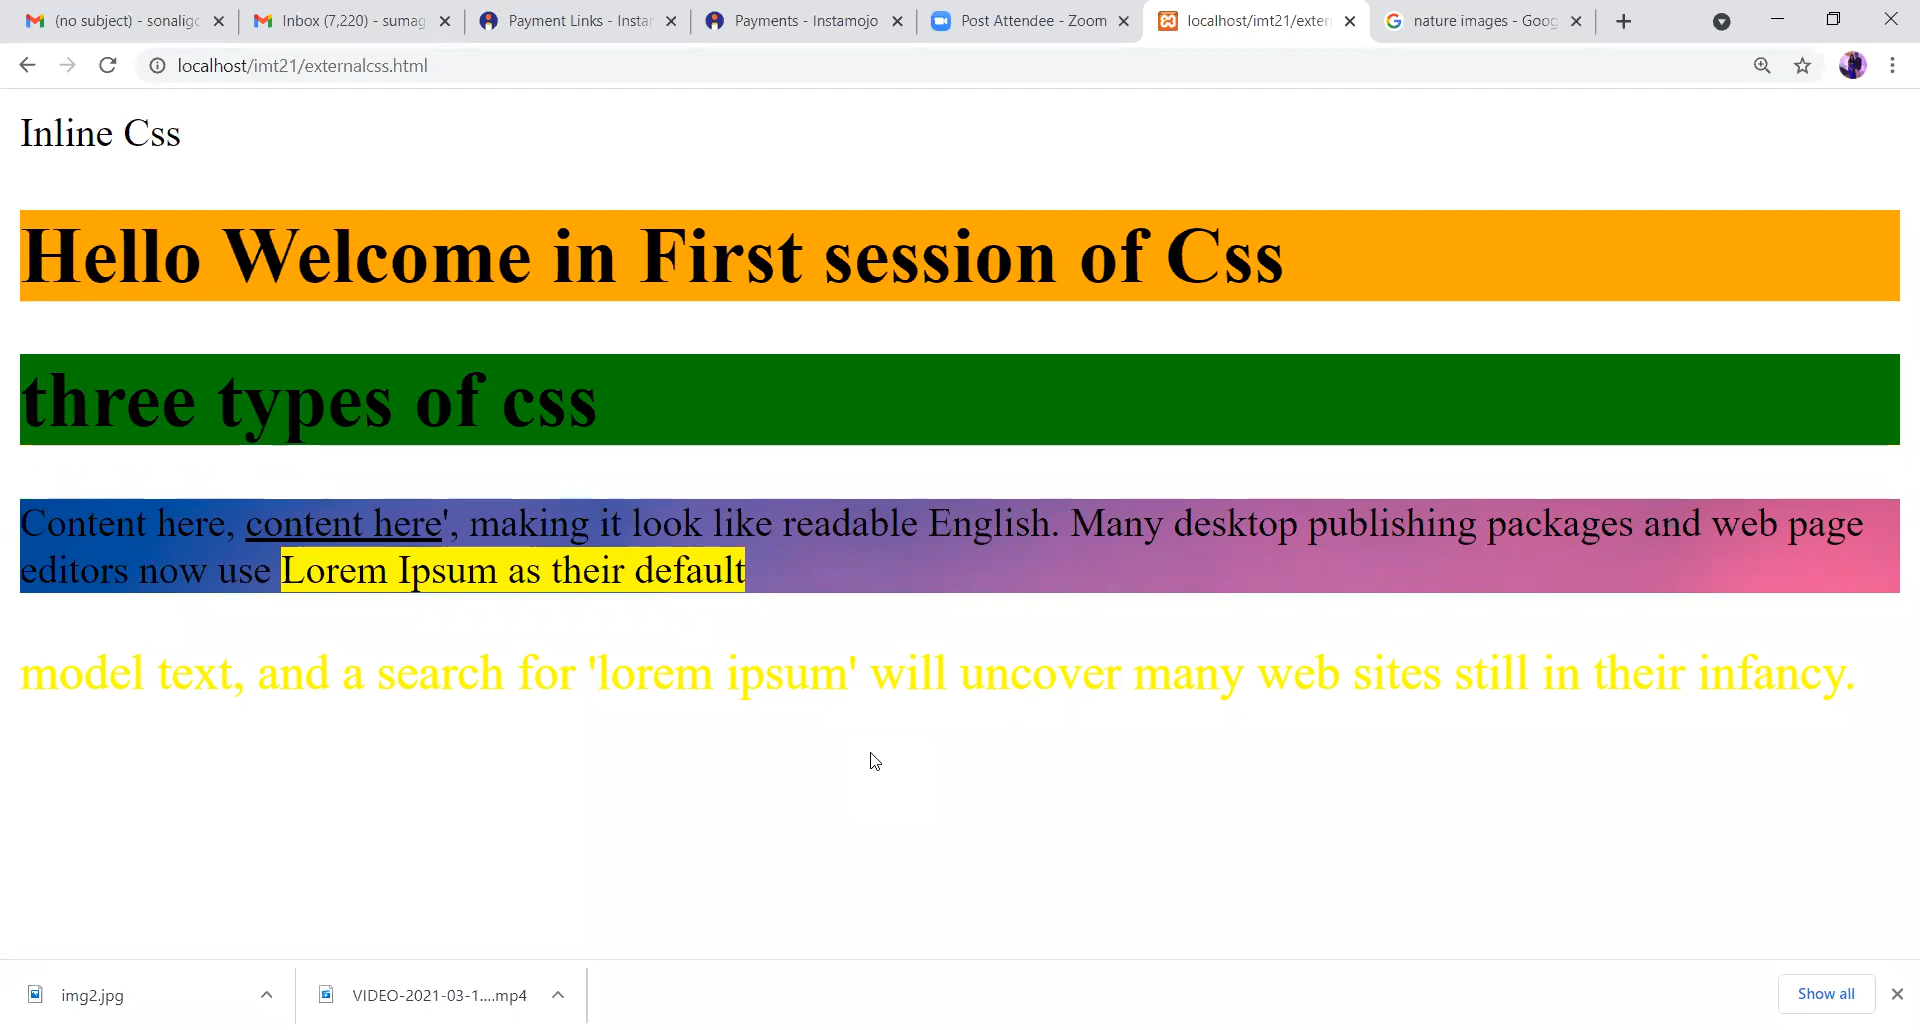 (no subject) - sonaligc
Inbox (7,220) - sumag
Payment Links - Instar
Payments - Instamojo
Post Attendee - Zoom
localhost/imt21/exter
nature images - Goog
localhost/imt21/externalcss.html
Inline Css
Hello Welcome in First session of Css
three types of css
Content here, content here', making it look like readable English. Many desktop publishing packages and web page
editors now use Lorem Ipsum as their default
model text, and a search for 'lorem ipsum' will uncover many web sites still in their infancy.
img2.jpg
VIDEO-2021-03-1....mp4
Show all